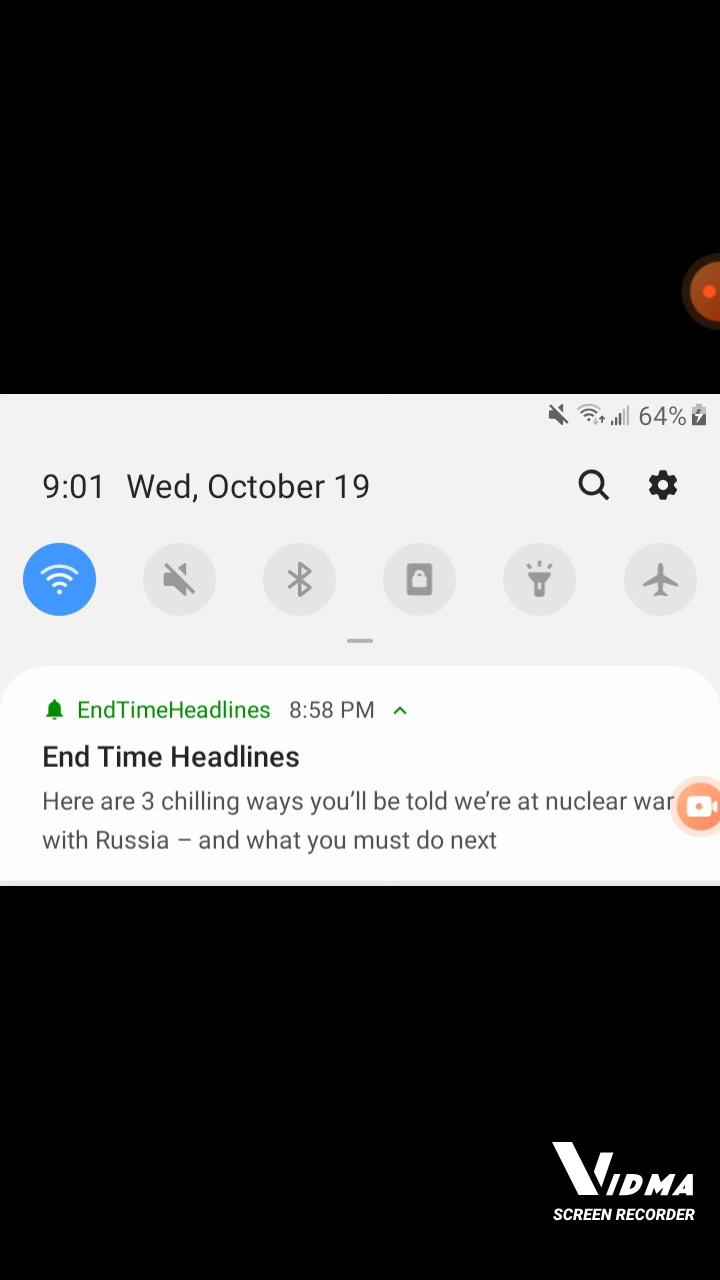 64%
9:01 Wed, October 19
EndTimeHeadlines 8:58 PM
End Time Headlines
Here are 3 chilling ways you’ll be told we’re at nuclear war
with Russia – and what you must do next
VIDMA
SCREEN RECORDER